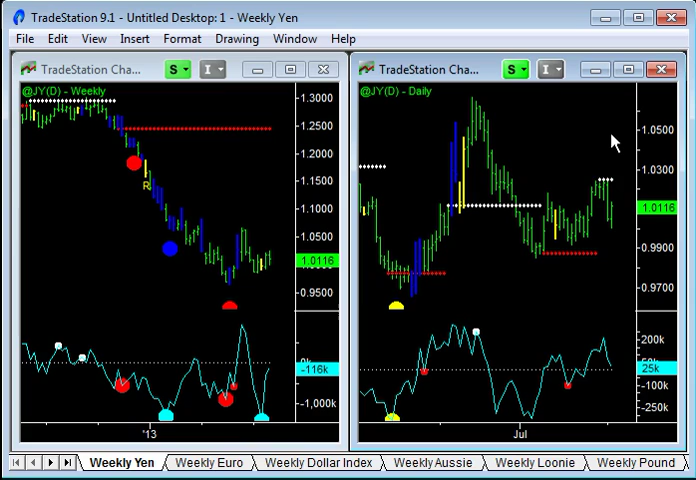 TradeStation 9.1 - Untitled Desktop: 1 - Weekly Yen
File Edit View Insert Format Drawing Window Help
TradeStation Cha...
S
I
@JY(D) - Weekly
1.3000
1.2500
1.2000
1.1500
1.1000
1.0500
1.0116
0.9500
R
0k
-116k
-1,000k
'13
TradeStation Cha...
S
I
@JY(D) - Daily
1.0500
1.0300
1.0116
0.9900
0.9700
200k
50k
25k
-100k
-250k
Jul
Weekly Yen Weekly Euro Weekly Dollar Index Weekly Aussie Weekly Loonie Weekly Pound